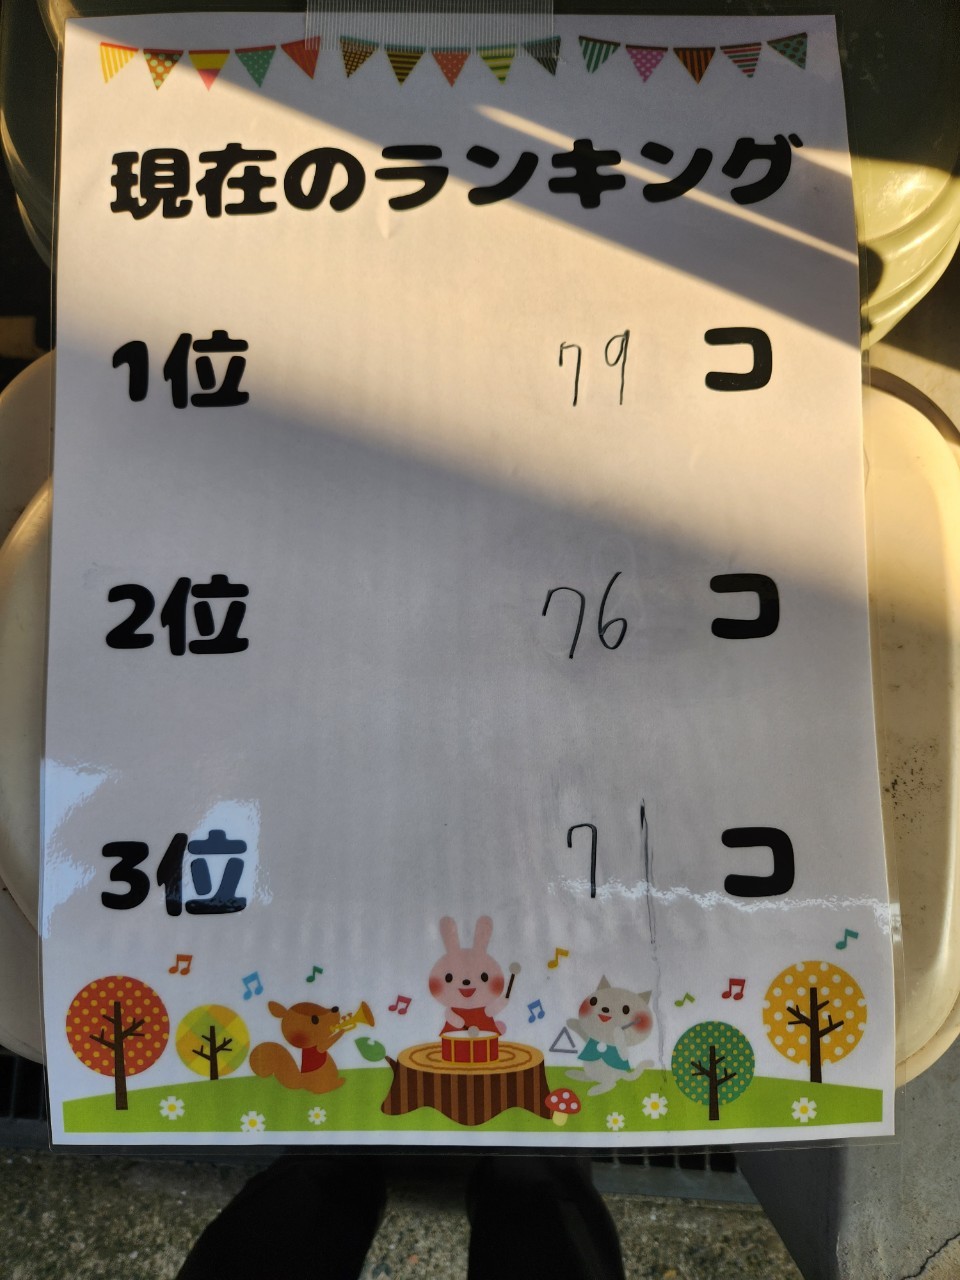 現在のランキング
1位 79 コ
2位 76 コ
3位 71 コ